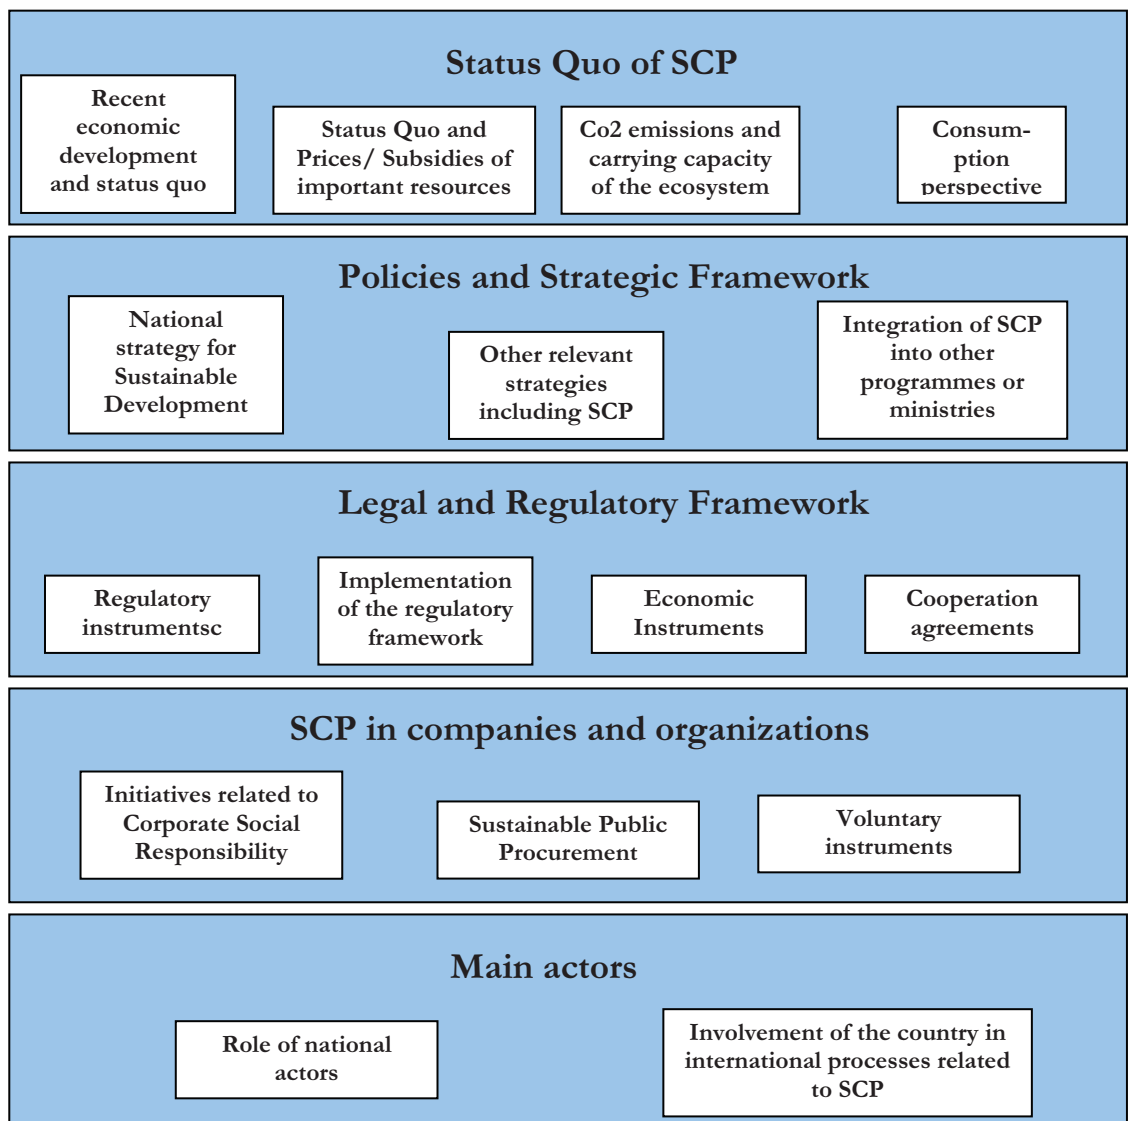 Status Quo of SCP
Recent
economic
development
and status quo
Status Quo and
Prices/ Subsidies of
important resources
Co2 emissions and
carrying capacity
of the ecosystem
Consum-
ption
perspective
Policies and Strategic Framework
National
strategy for
Sustainable
Development
Other relevant
strategies
including SCP
Integration of SCP
into other
programmes or
ministries
Legal and Regulatory Framework
Regulatory
instrumentsc
Implementation
of the regulatory
framework
Economic
Instruments
Cooperation
agreements
SCP in companies and organizations
Initiatives related to
Corporate Social
Responsibility
Sustainable Public
Procurement
Voluntary
instruments
Main actors
Role of national
actors
Involvement of the country in
international processes related
to SCP